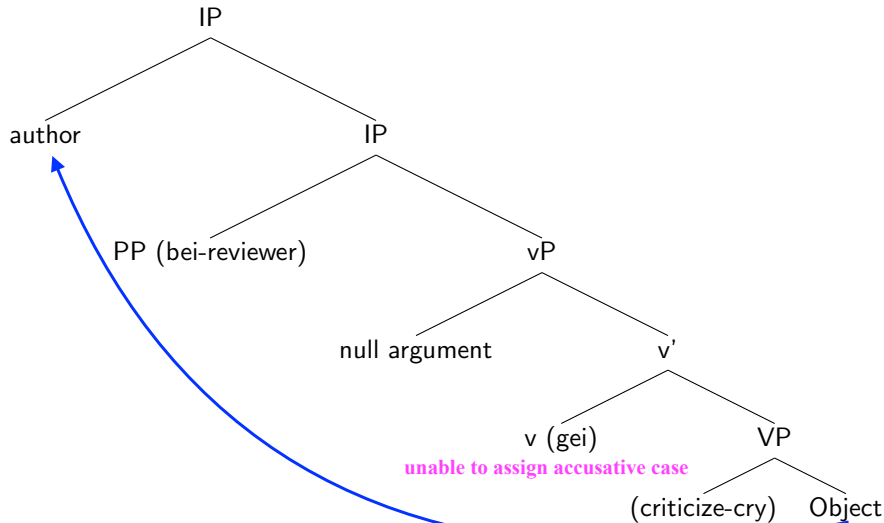 IP
author IP
PP (bei-reviewer) vP
null argument v'
v (gei) VP
unable to assign accusative case
(criticize-cry) Object